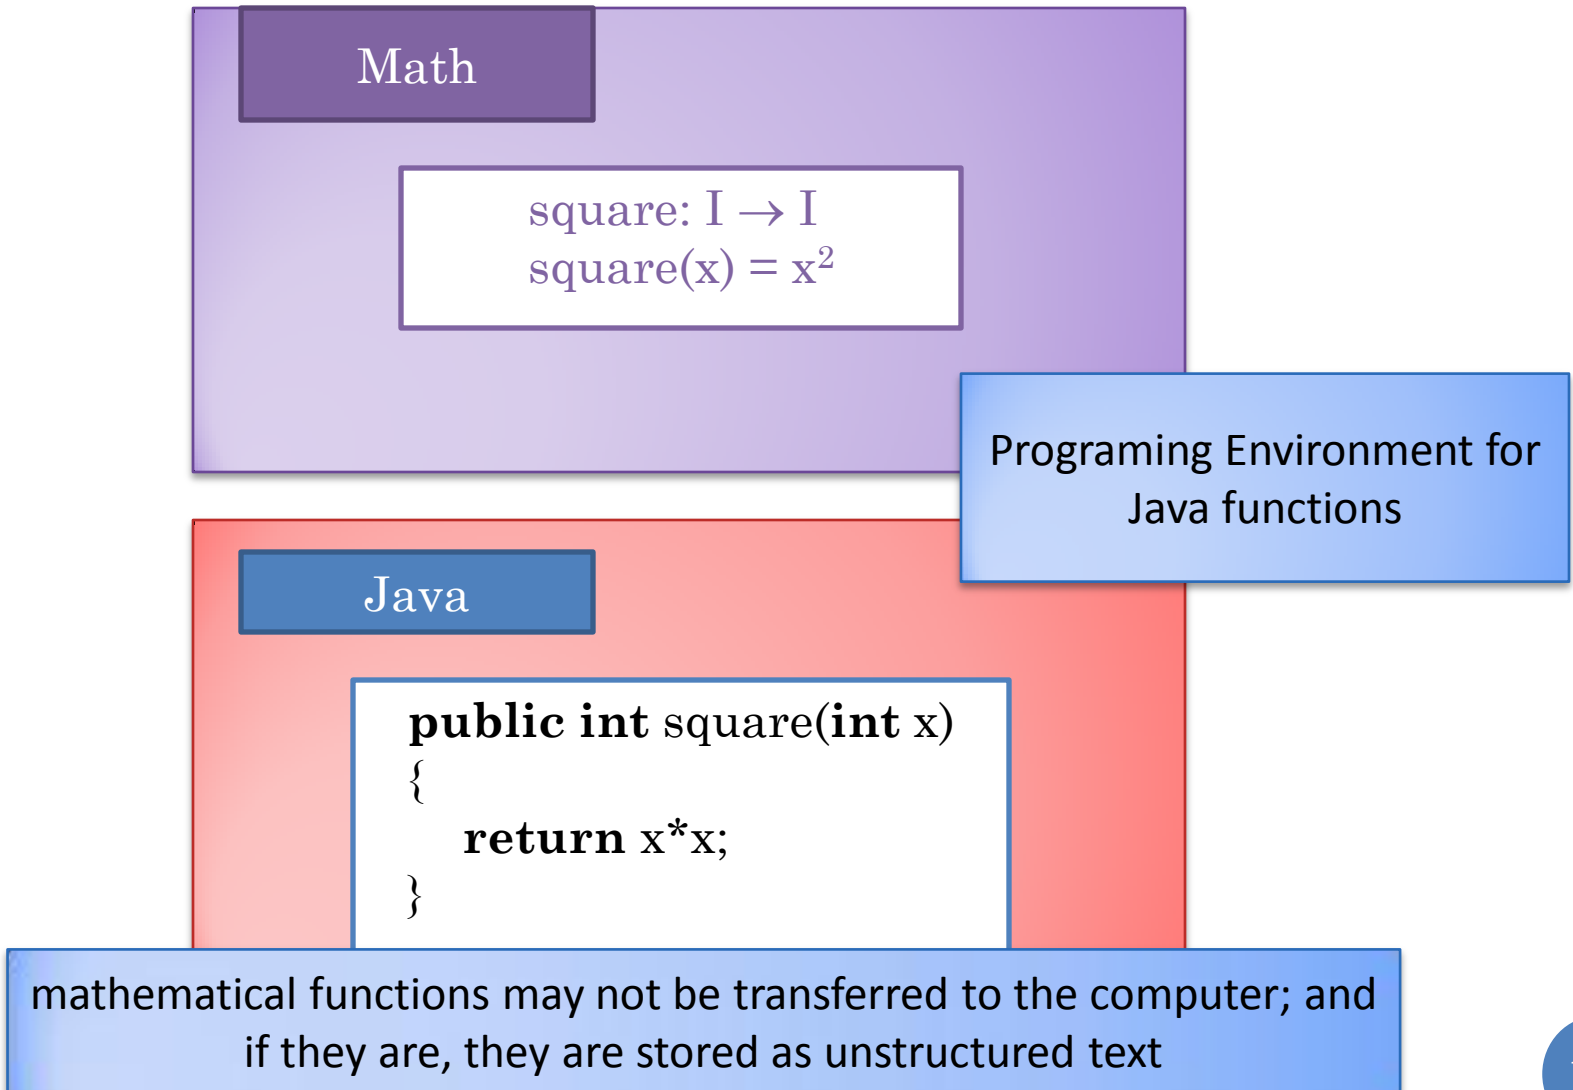 Math
square: I → I
square(x) = x²
Programing Environment for
Java functions
Java
public int square(int x)
{
return x*x;
}
mathematical functions may not be transferred to the computer; and
if they are, they are stored as unstructured text